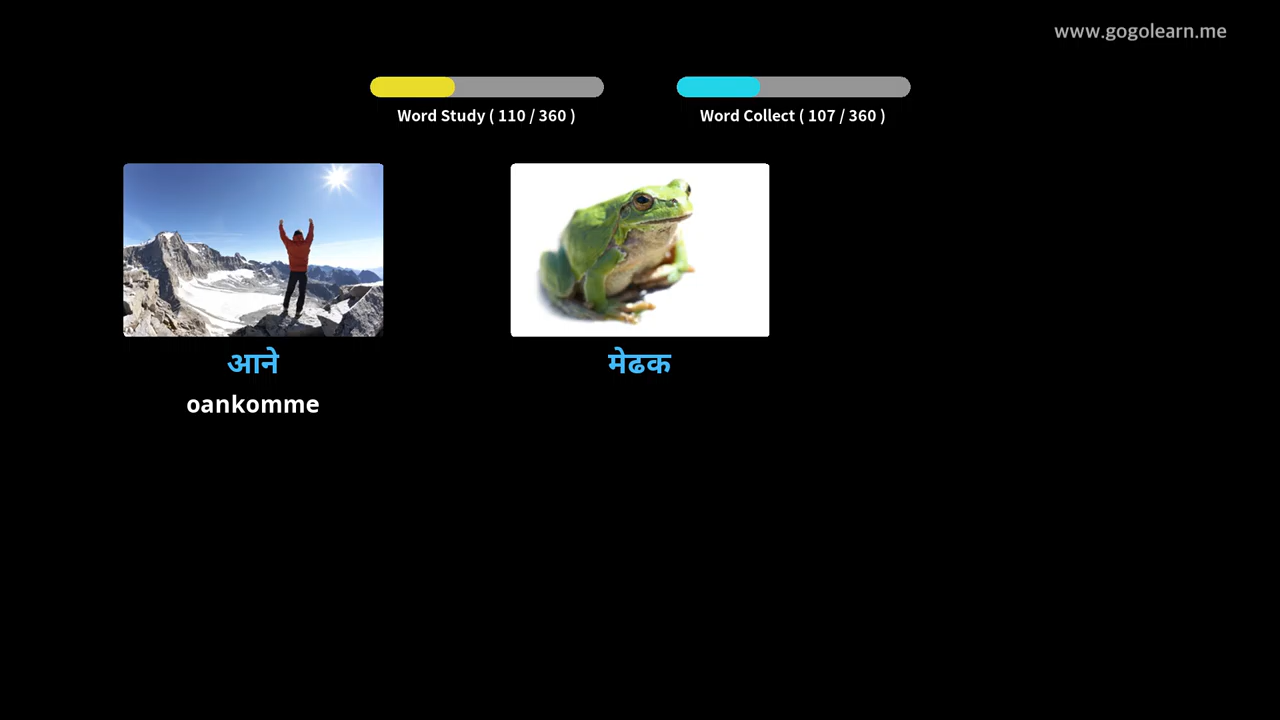 www.gogolearn.me
Word Study ( 110 / 360 )
Word Collect ( 107 / 360 )
आने
मेढक
oankomme